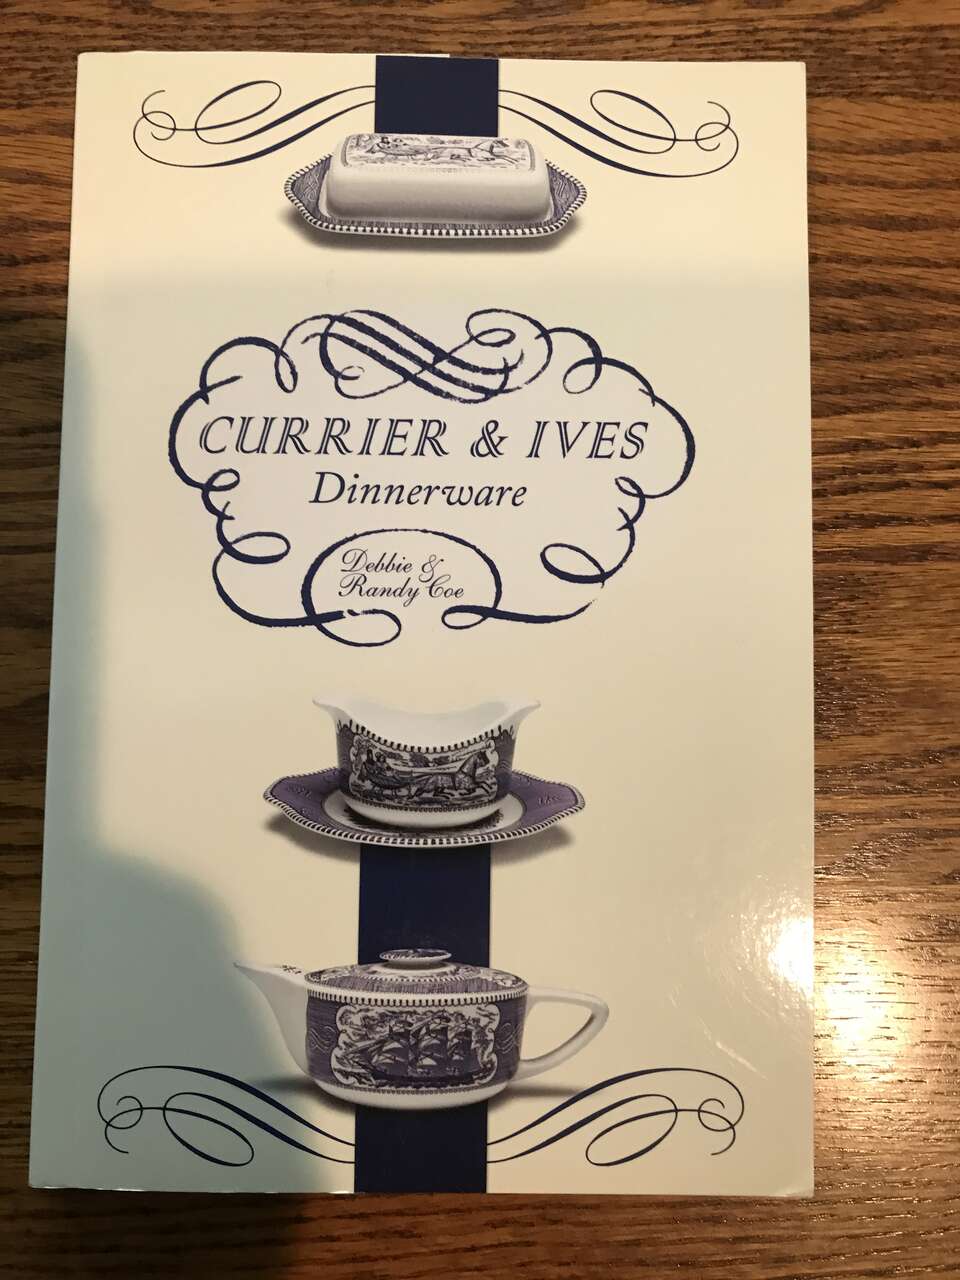 CURRIER & IVES
Dinnerware
Debbie &
Randy Coe